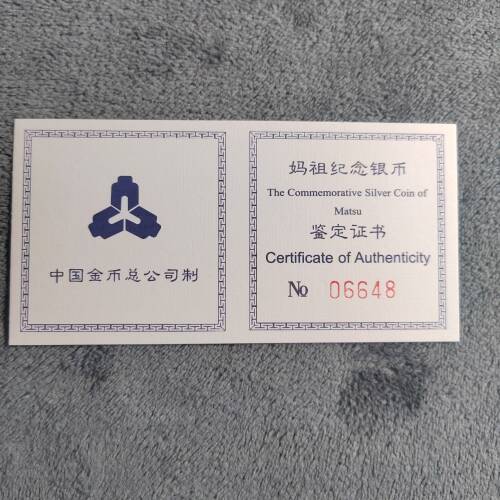 中国金币总公司制
妈祖纪念银币
The Commemorative Silver Coin of
Matsu
鉴定证书
Certificate of Authenticity
№ 06648